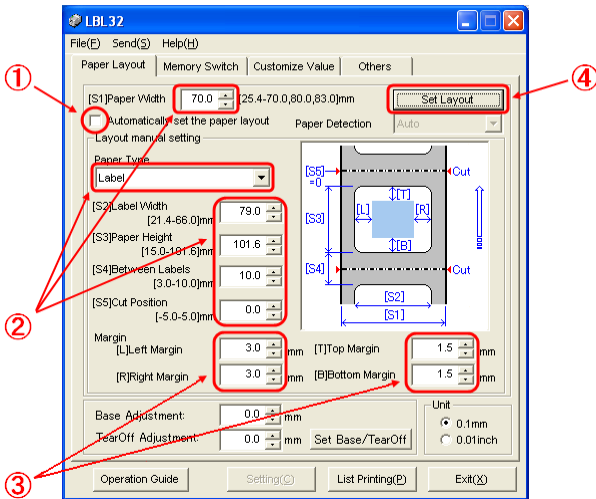 LBL32
File(F) Send(S) Help(H)
Paper Layout Memory Switch Customize Value Others
①
④
[S1]Paper Width 70.0 [25.4-70.0,80.0,83.0]mm Set Layout
Automatically set the paper layout Paper Detection Auto
Layout manual setting
Paper Type
Label
[S2]Label Width 79.0
[21.4-66.0]mm
[S3]Paper Height 101.6
[15.0-101.6]mm
[S4]Between Labels 10.0
[3.0-10.0]mm
[S5]Cut Position 0.0
[-5.0-5.0]mm
[S5]
=0
Cut
[T]
[S3]
[L] [R]
[B]
[S4]
Cut
[S2]
[S1]
②
Margin
[L]Left Margin 3.0 mm [T]Top Margin 1.5 mm
[R]Right Margin 3.0 mm [B]Bottom Margin 1.5 mm
Base Adjustment: 0.0 mm
TearOff Adjustment: 0.0 mm Set Base/TearOff
Unit
0.1mm
0.01inch
③
Operation Guide Setting(C) List Printing(P) Exit(X)